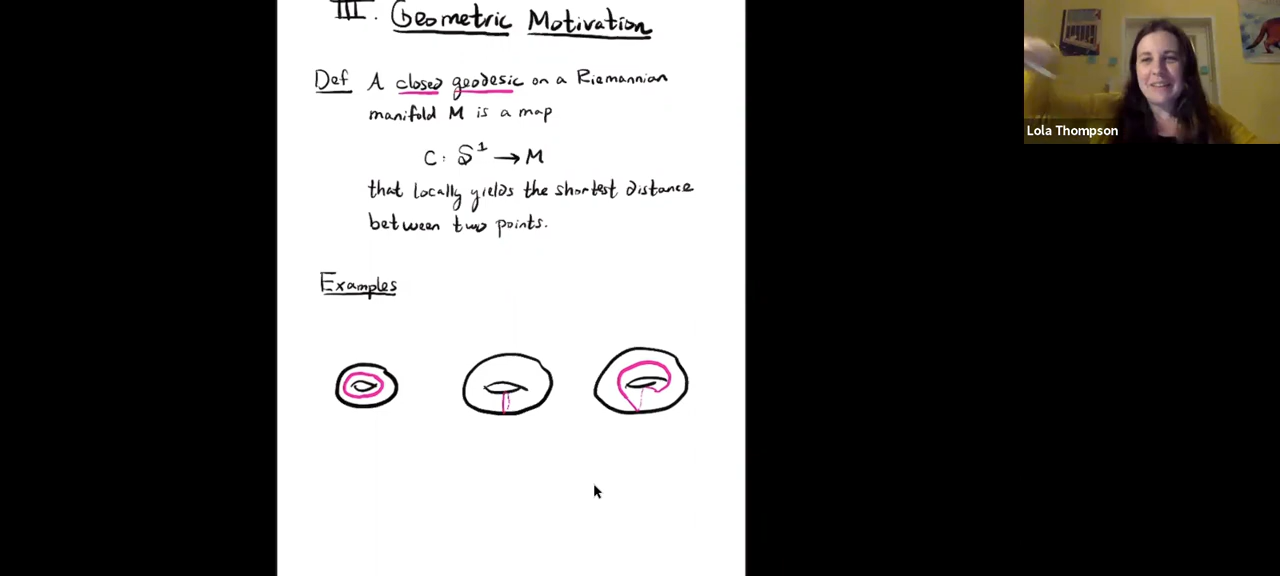 III. Geometric Motivation
Def A closed geodesic on a Riemannian
manifold M is a map
C: S¹ → M
that locally yields the shortest distance
between two points.
Examples
Lola Thompson